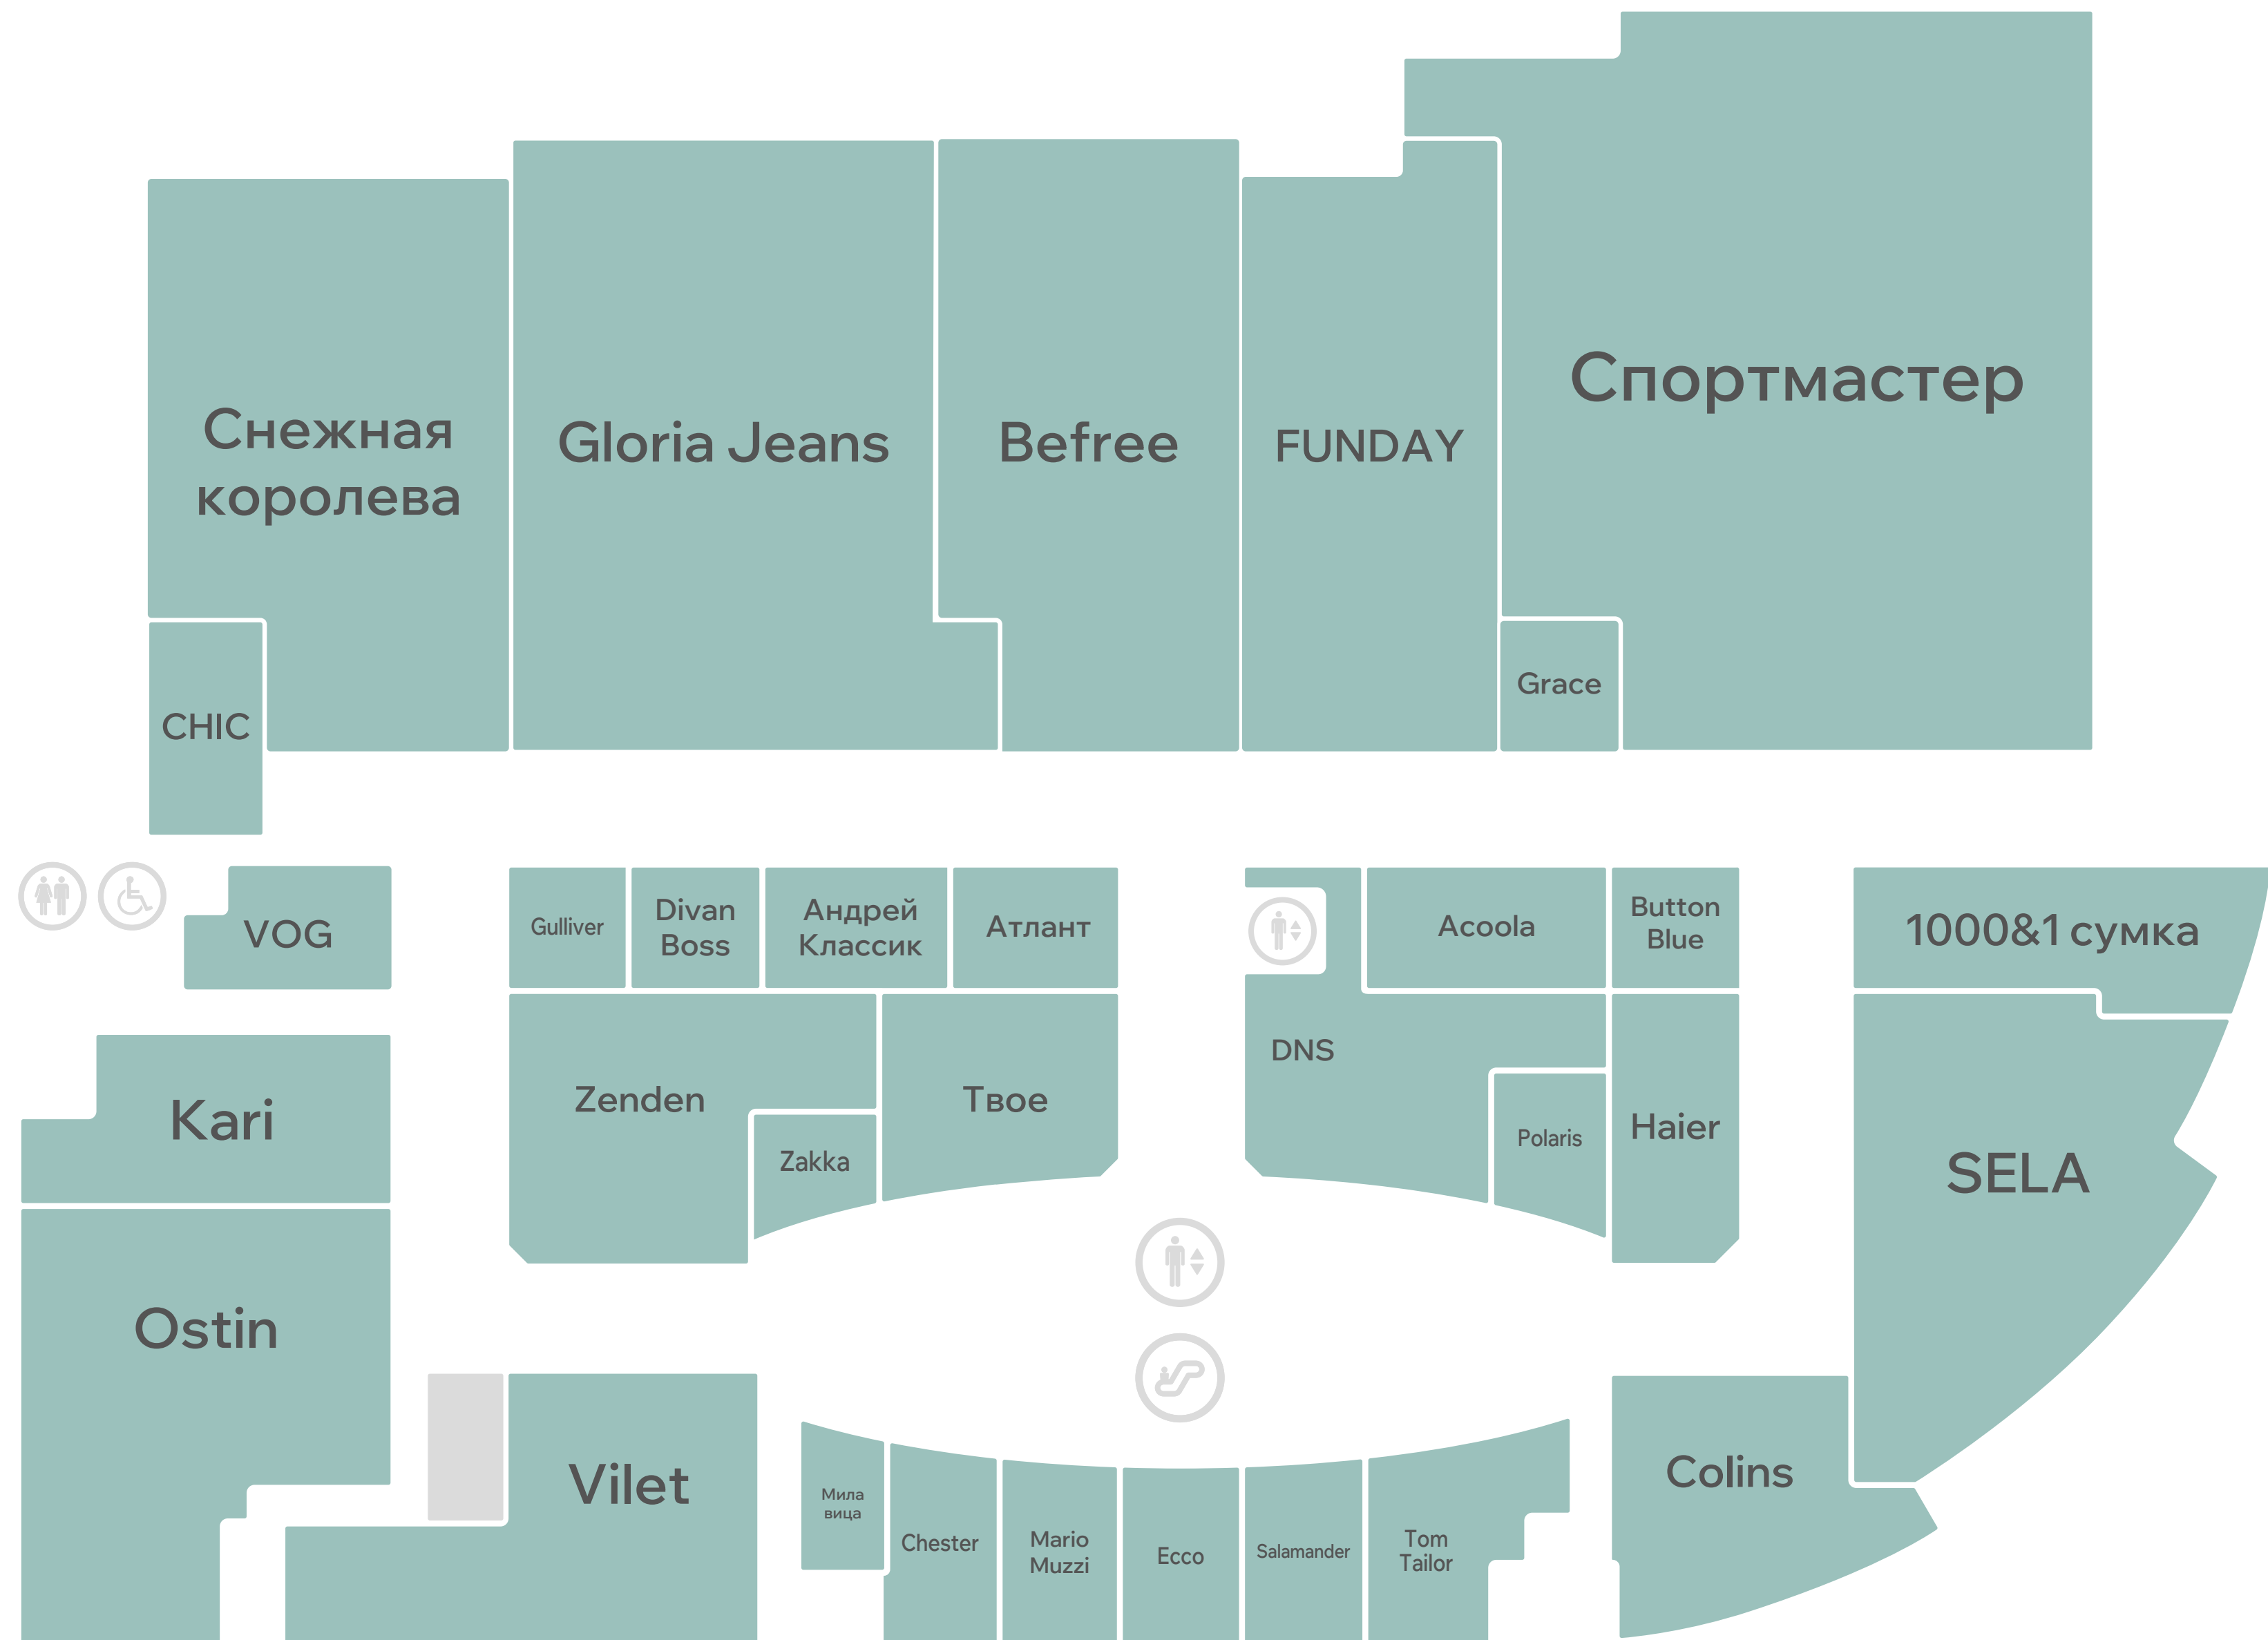 Спортмастер
Снежная
королева
Gloria Jeans
Befree
FUNDAY
Grace
CHIC
VOG
Gulliver
Divan
Boss
Андрей
Классик
Атлант
Acoola
Button
Blue
1000&1 сумка
Kari
Zenden
Zakka
Твое
DNS
Polaris
Haier
SELA
Ostin
Vilet
Мила
вица
Chester
Mario
Muzzi
Ecco
Salamander
Tom
Tailor
Colins